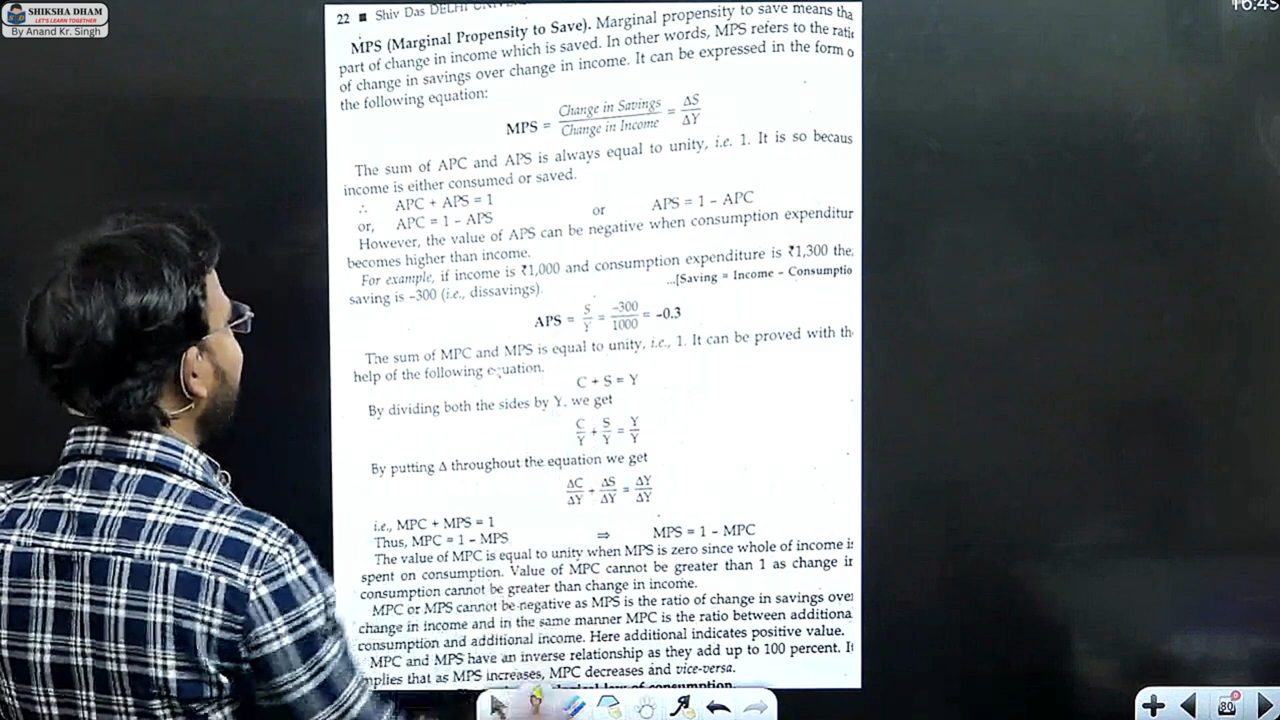 SHIKSHA DHAM
LET'S LEARN TOGETHER
By Anand Kr. Singh
16:45
22 ■ Shiv Das DELHI
MPS (Marginal Propensity to Save). Marginal propensity to save means tha
part of change in income which is saved. In other words, MPS refers to the rati
of change in savings over change in income. It can be expressed in the form o
the following equation:
MPS = Change in Savings / Change in Income = ΔS / ΔY
The sum of APC and APS is always equal to unity, i.e. 1. It is so becaus
income is either consumed or saved.
∴ APC + APS = 1
or, APC = 1 – APS or APS = 1 – APC
However, the value of APS can be negative when consumption expenditur
becomes higher than income.
For example, if income is ₹1,000 and consumption expenditure is ₹1,300 the
saving is –300 (i.e., dissavings). ...[Saving = Income – Consumptio
APS = S / Y = –300 / 1000 = –0.3
The sum of MPC and MPS is equal to unity, i.e., 1. It can be proved with th
help of the following equation.
C + S = Y
By dividing both the sides by Y, we get
C / Y + S / Y = Y / Y
By putting Δ throughout the equation we get
ΔC / ΔY + ΔS / ΔY = ΔY / ΔY
i.e., MPC + MPS = 1
Thus, MPC = 1 – MPS ⇒ MPS = 1 – MPC
The value of MPC is equal to unity when MPS is zero since whole of income is
spent on consumption. Value of MPC cannot be greater than 1 as change in
consumption cannot be greater than change in income.
MPC or MPS cannot be negative as MPS is the ratio of change in savings over
change in income and in the same manner MPC is the ratio between additiona
consumption and additional income. Here additional indicates positive value.
MPC and MPS have an inverse relationship as they add up to 100 percent. It
mplies that as MPS increases, MPC decreases and vice-versa.
law of consumption.
80